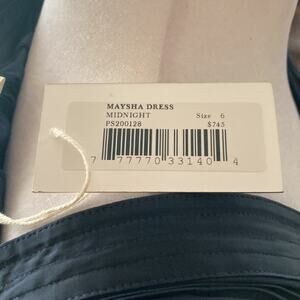 MAYSHA DRESS
MIDNIGHT Size 6
PS200128 $745
7 77770 33140 4